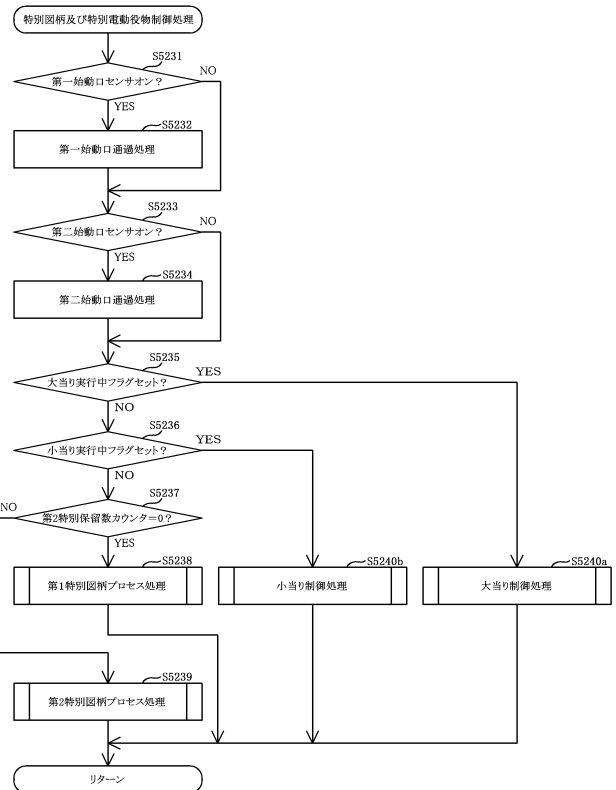 特別図柄及び特別電動役物制御処理
S5231
第一始動口センサオン？
NO
YES
S5232
第一始動口通過処理
S5233
第二始動口センサオン？
NO
YES
S5234
第二始動口通過処理
S5235
大当り実行中フラグセット？
YES
NO
S5236
小当り実行中フラグセット？
YES
NO
S5237
NO
第2特別保留数カウンタ=0？
YES
S5238
第1特別図柄プロセス処理
S5240b
小当り制御処理
S5240a
大当り制御処理
S5239
第2特別図柄プロセス処理
リターン